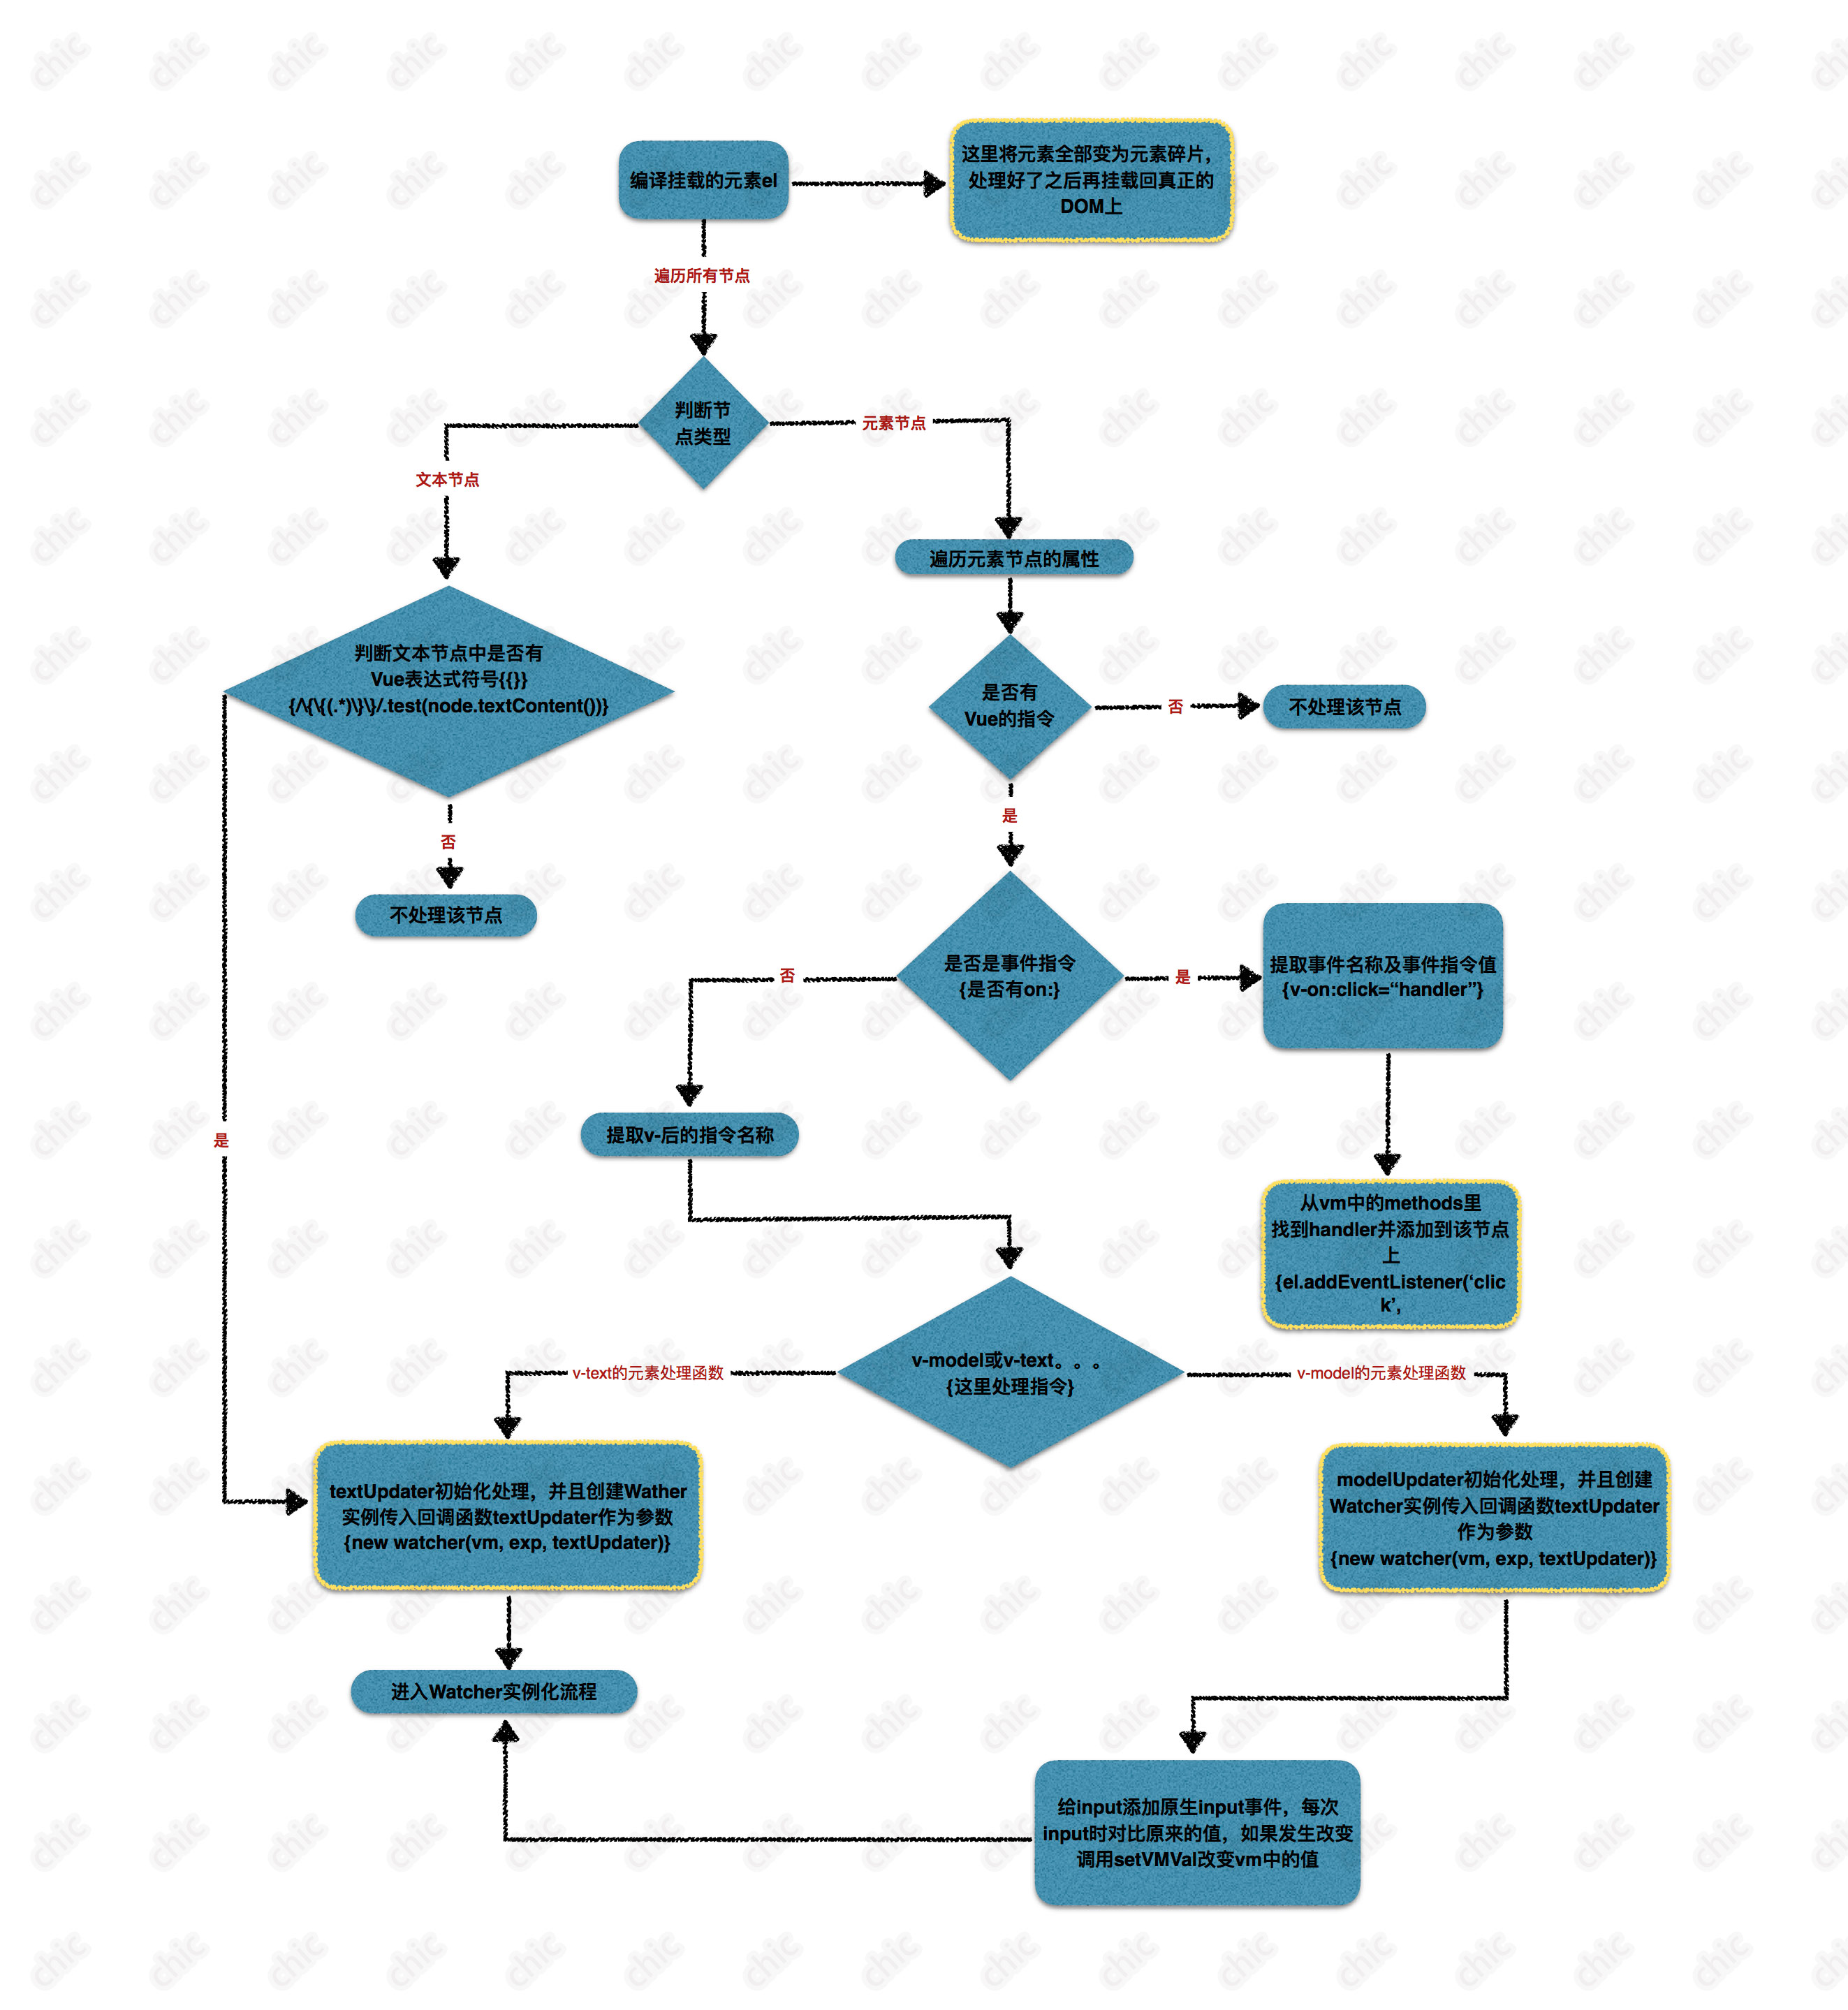 编译挂载的元素el
这里将元素全部变为元素碎片，
处理好了之后再挂载回真正的
DOM上
遍历所有节点
判断节
点类型
元素节点
文本节点
遍历元素节点的属性
判断文本节点中是否有
Vue表达式符号{{}}
{/\{\{(.*)\}\}/.test(node.textContent())}
是否有
Vue的指令
否
不处理该节点
是
否
不处理该节点
是否是事件指令
{是否有on:}
是
提取事件名称及事件指令值
{v-on:click=“handler”}
否
提取v-后的指令名称
是
从vm中的methods里
找到handler并添加到该节点
上
{el.addEventListener(‘clic
k’,
v-model或v-text。。。
{这里处理指令}
v-text的元素处理函数
v-model的元素处理函数
textUpdater初始化处理，并且创建Wather
实例传入回调函数textUpdater作为参数
{new watcher(vm, exp, textUpdater)}
modelUpdater初始化处理，并且创建
Watcher实例传入回调函数textUpdater
作为参数
{new watcher(vm, exp, textUpdater)}
进入Watcher实例化流程
给input添加原生input事件，每次
input时对比原来的值，如果发生改变
调用setVMVal改变vm中的值